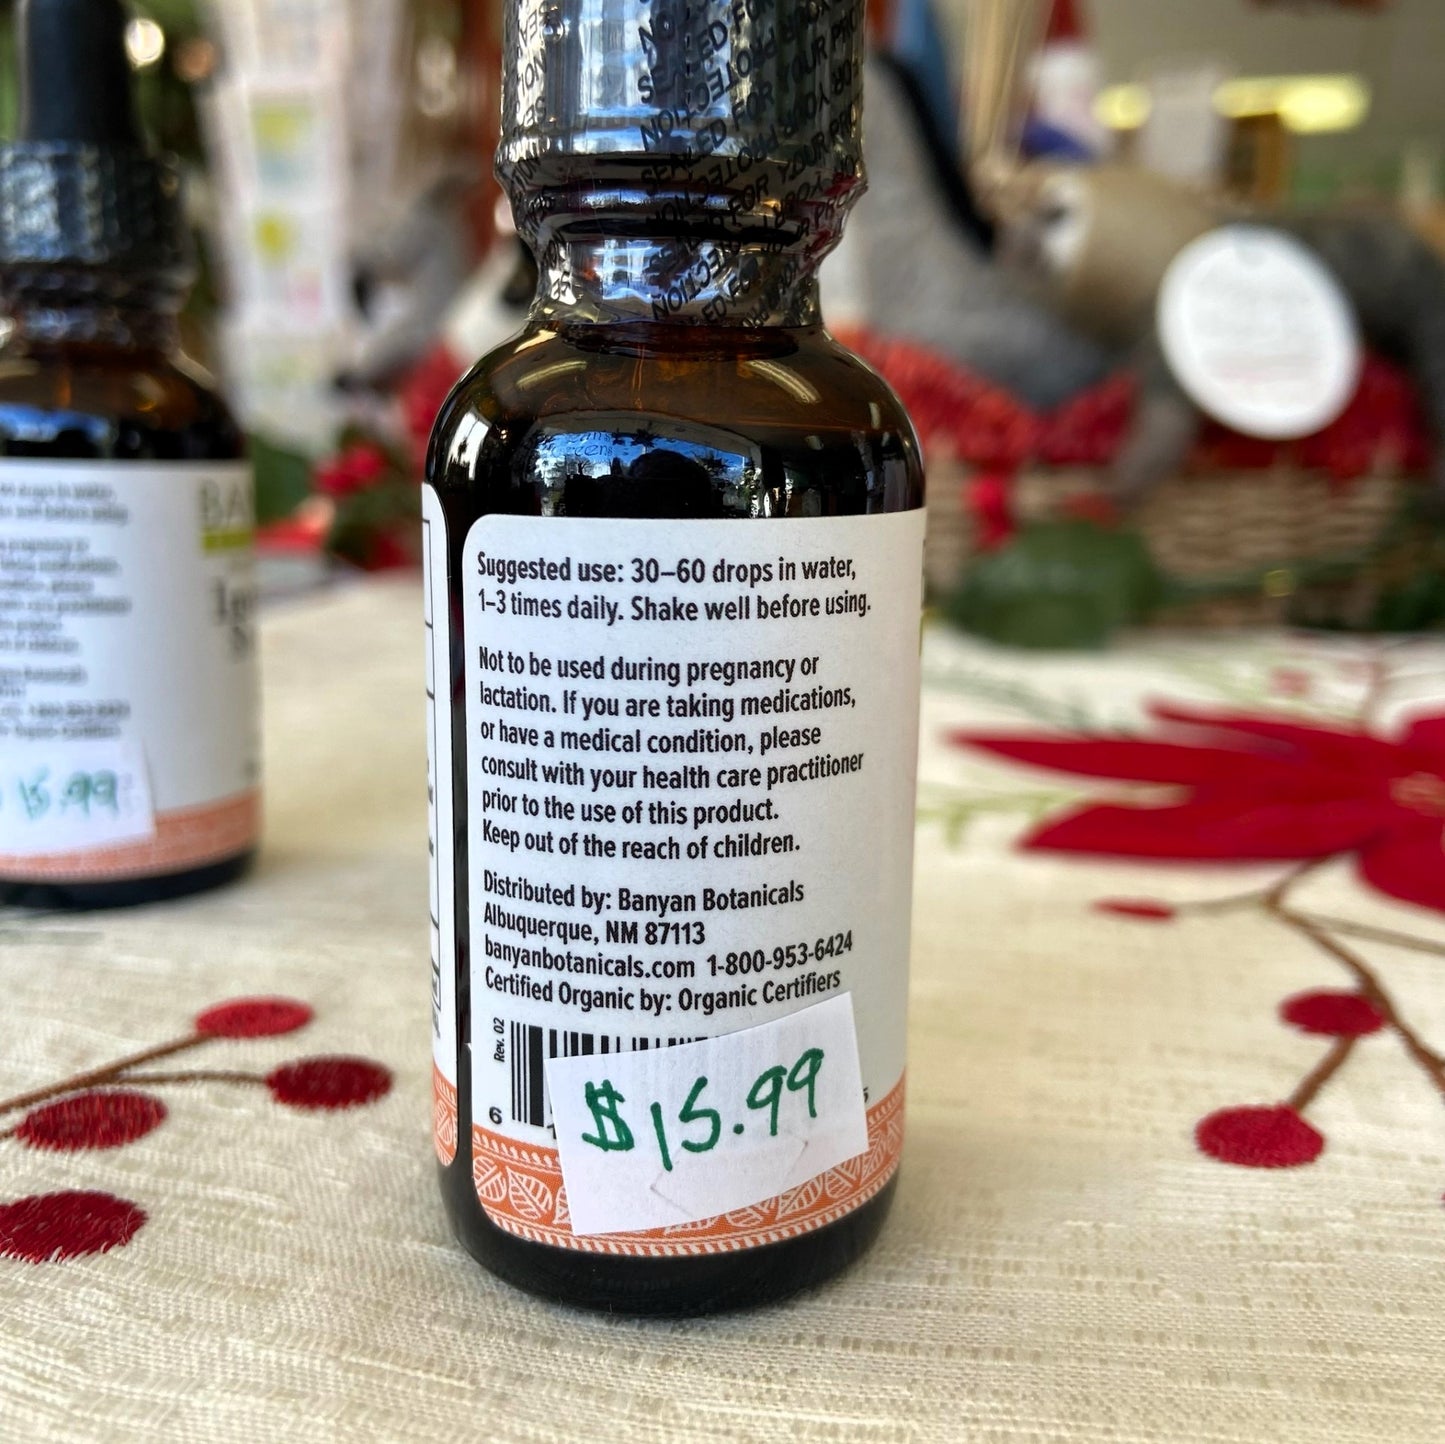 SEALED FOR YOUR PROTECTION
Suggested use: 30–60 drops in water,
1–3 times daily. Shake well before using.
Not to be used during pregnancy or
lactation. If you are taking medications,
or have a medical condition, please
consult with your health care practitioner
prior to the use of this product.
Keep out of the reach of children.
Distributed by: Banyan Botanicals
Albuquerque, NM 87113
banyanbotanicals.com 1-800-953-6424
Certified Organic by: Organic Certifiers
Rev. 02
6
$15.99
$15.99